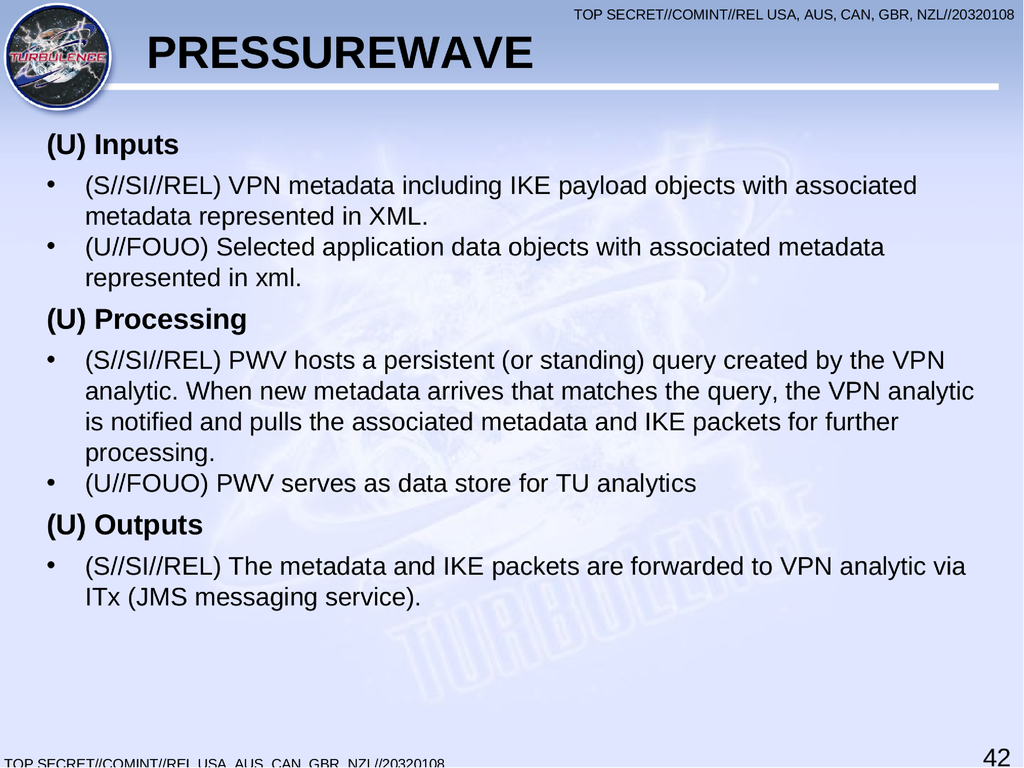 TOP SECRET//COMINT//REL USA, AUS, CAN, GBR, NZL//20320108
TURBULENCE
PRESSUREWAVE
(U) Inputs
• (S//SI//REL) VPN metadata including IKE payload objects with associated
metadata represented in XML.
• (U//FOUO) Selected application data objects with associated metadata
represented in xml.
(U) Processing
• (S//SI//REL) PWV hosts a persistent (or standing) query created by the VPN
analytic. When new metadata arrives that matches the query, the VPN analytic
is notified and pulls the associated metadata and IKE packets for further
processing.
• (U//FOUO) PWV serves as data store for TU analytics
(U) Outputs
• (S//SI//REL) The metadata and IKE packets are forwarded to VPN analytic via
ITx (JMS messaging service).
TURBULENCE
42
TOP SECRET//COMINT//REL USA, AUS, CAN, GBR, NZL//20320108